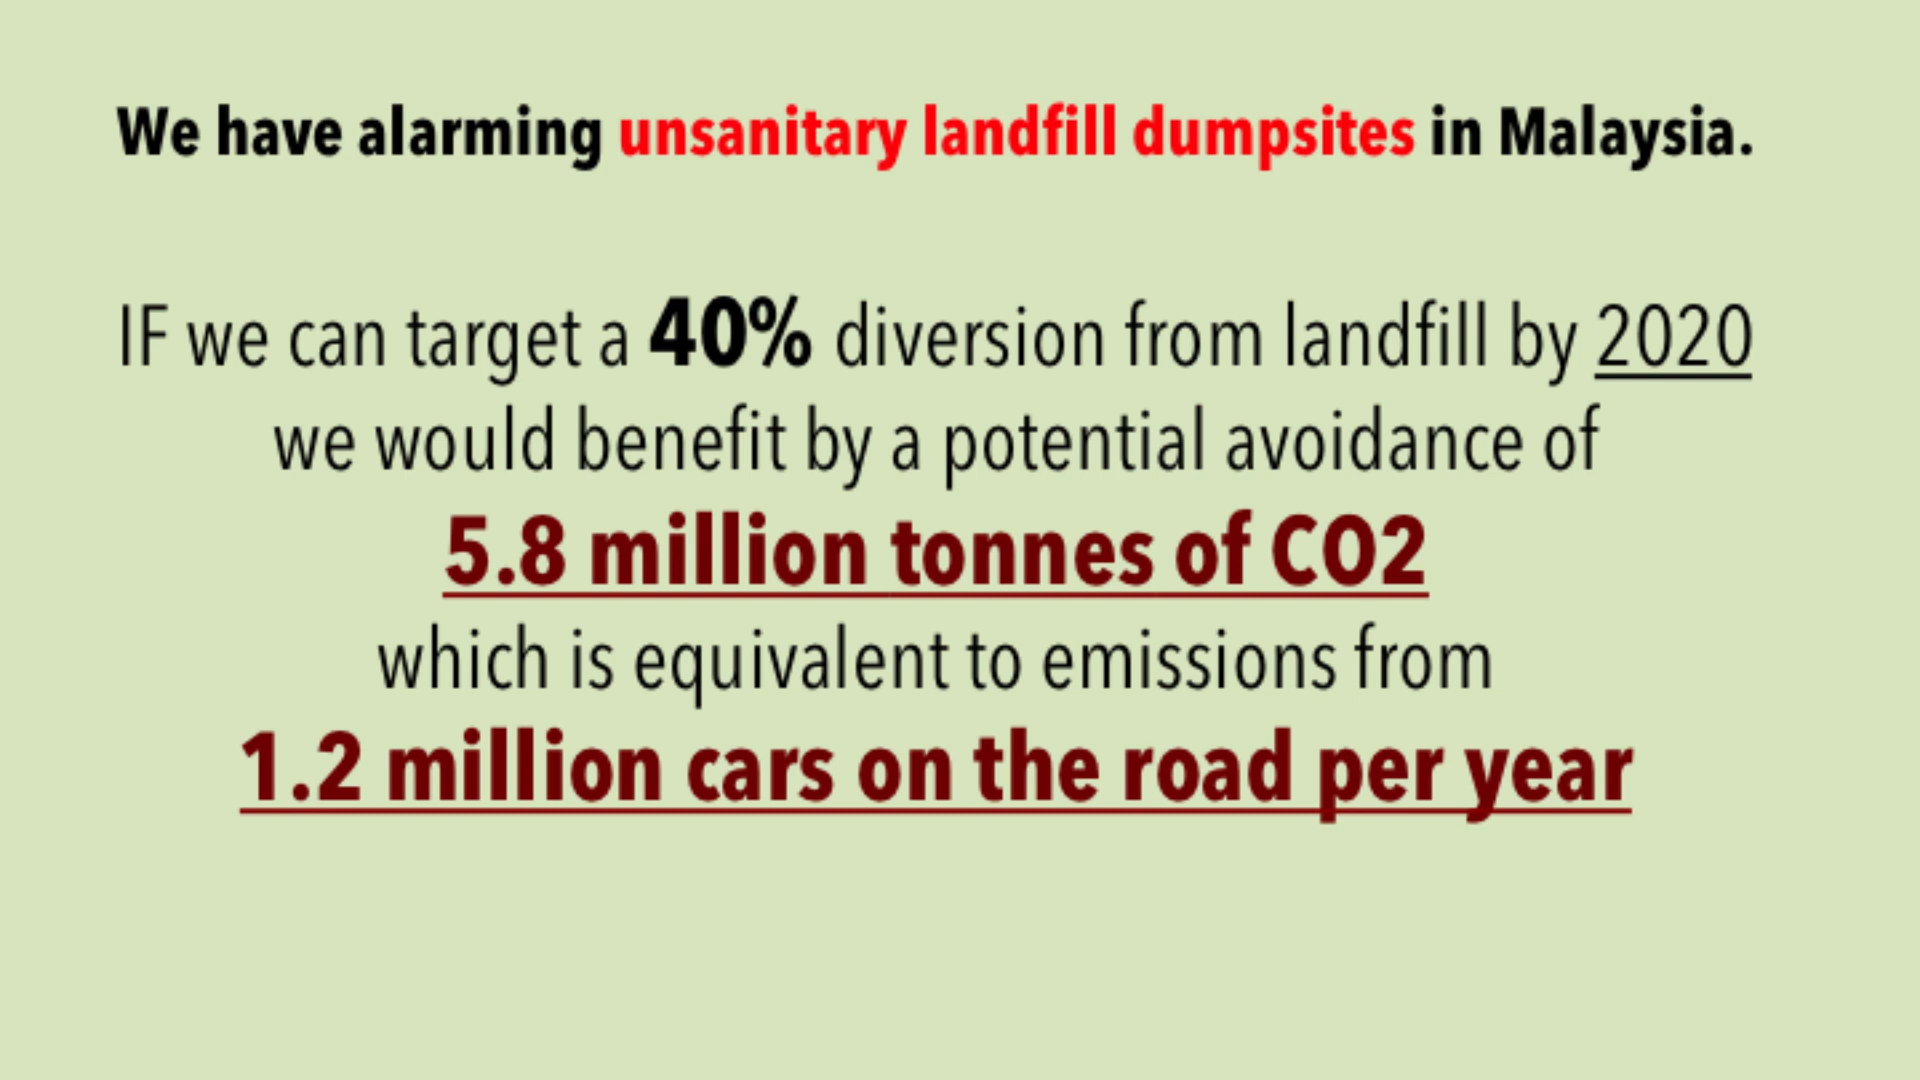 We have alarming unsanitary landfill dumpsites in Malaysia.
IF we can target a 40% diversion from landfill by 2020
we would benefit by a potential avoidance of
5.8 million tonnes of CO2
which is equivalent to emissions from
1.2 million cars on the road per year